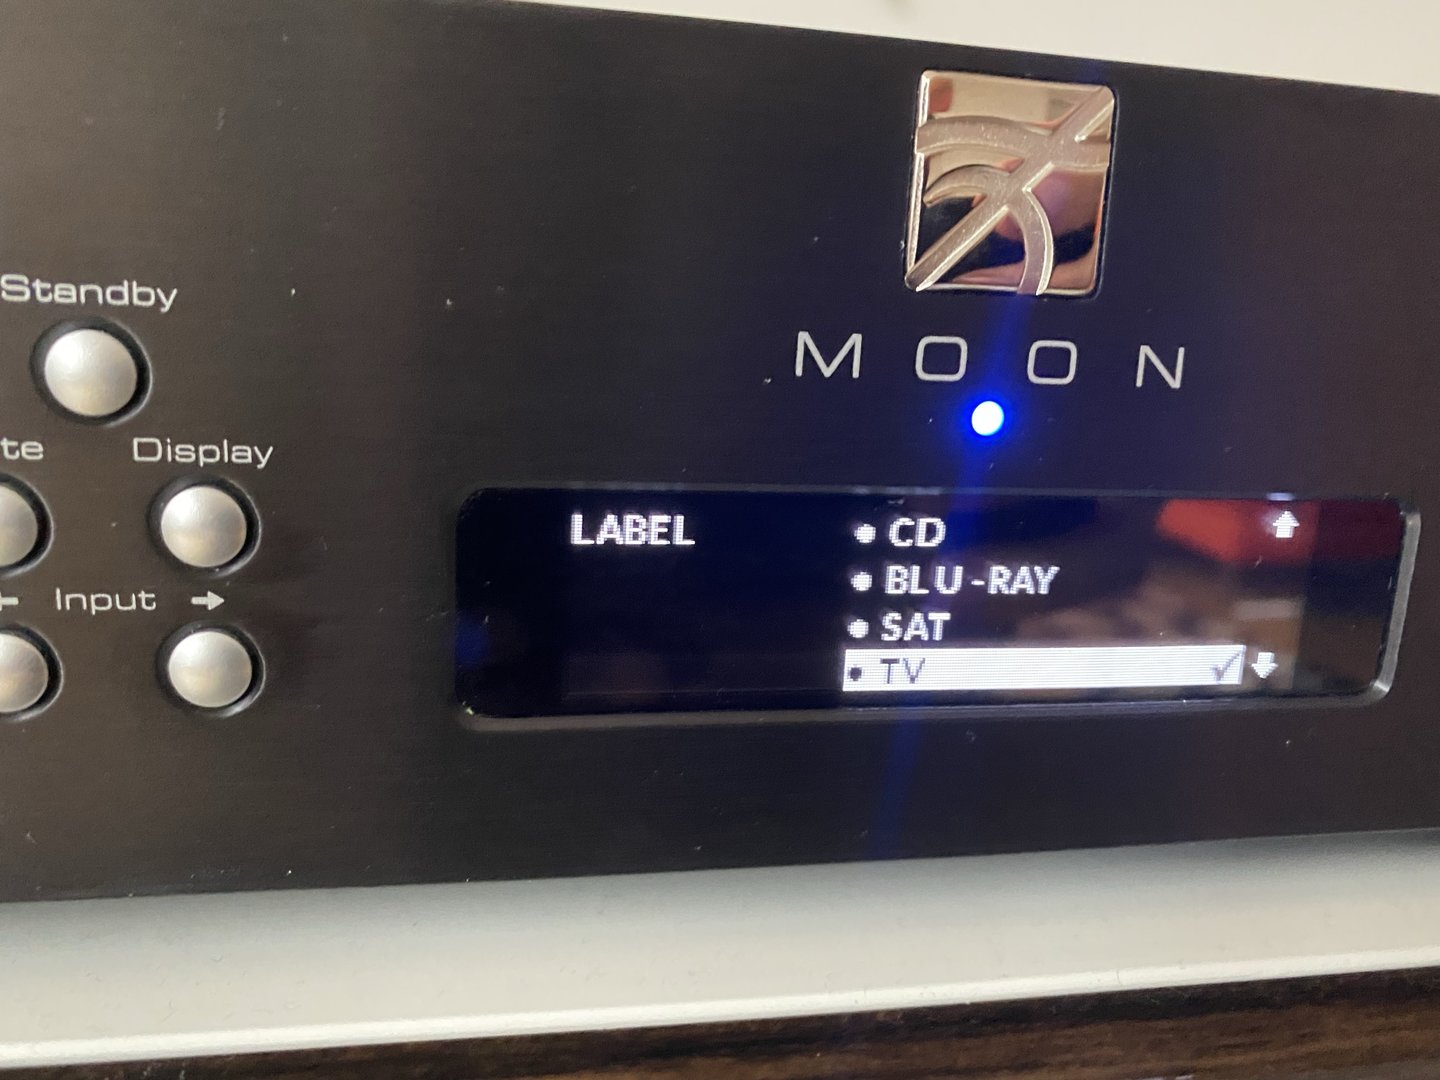 MOON
Standby
te Display
Input
LABEL
CD
BLU-RAY
SAT
TV